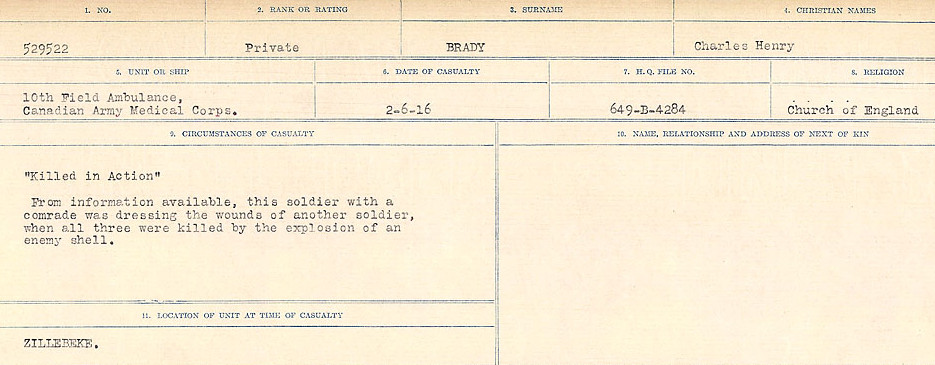 1. NO.
2. RANK OR RATING
3. SURNAME
4. CHRISTIAN NAMES
529522
Private
BRADY
Charles Henry
5. UNIT OR SHIP
6. DATE OF CASUALTY
7. H.Q. FILE NO.
8. RELIGION
10th Field Ambulance,
Canadian Army Medical Corps.
2-6-16
649-B-4284
Church of England
9. CIRCUMSTANCES OF CASUALTY
10. NAME, RELATIONSHIP AND ADDRESS OF NEXT OF KIN
"Killed in Action"
From information available, this soldier with a
comrade was dressing the wounds of another soldier,
when all three were killed by the explosion of an
enemy shell.
11. LOCATION OF UNIT AT TIME OF CASUALTY
ZILLEBEKE.